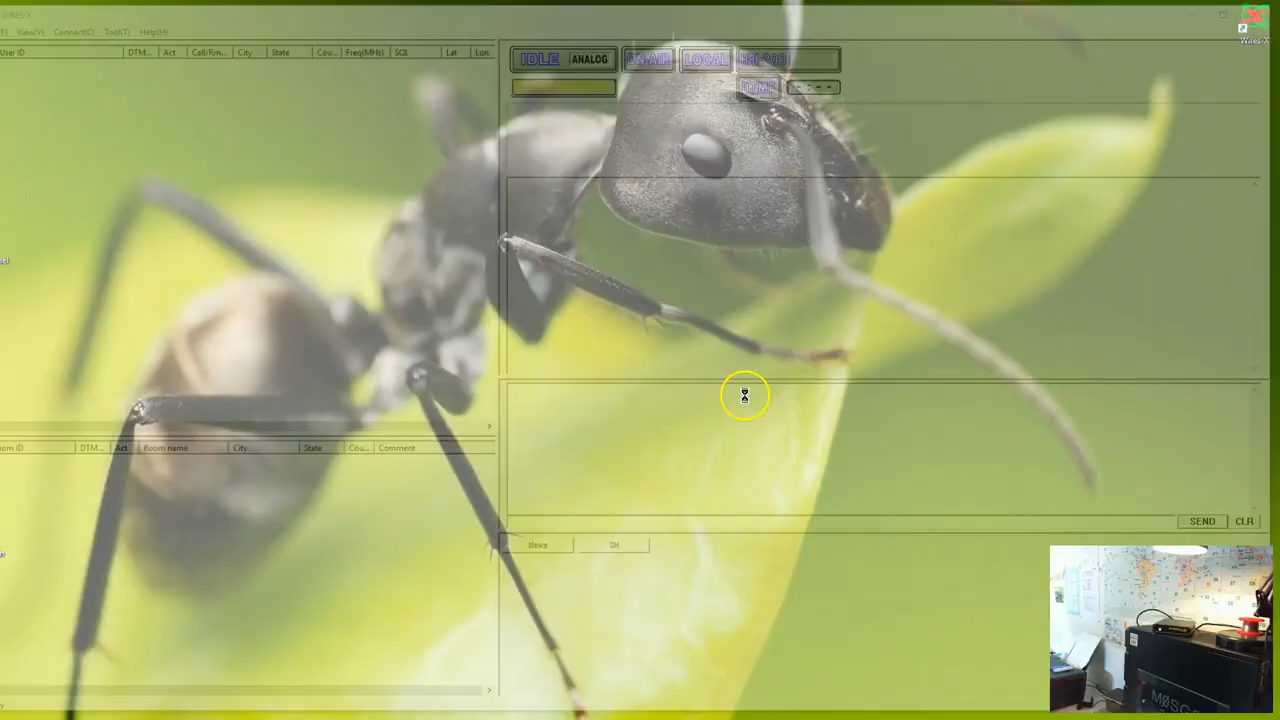 WIRES-X
View(V) Connect(C) Tool(T) Help(H)
User ID DTM... Act Call/Rm... City State Cou... Freq(MHz) SQL Lat Lon
IDLE ANALOG ON-AIR LOCAL HRI-200
DTMF - - - -
Wires-X
Room name City State Cou... Comment
DTM... Act
SEND CLR
News GM